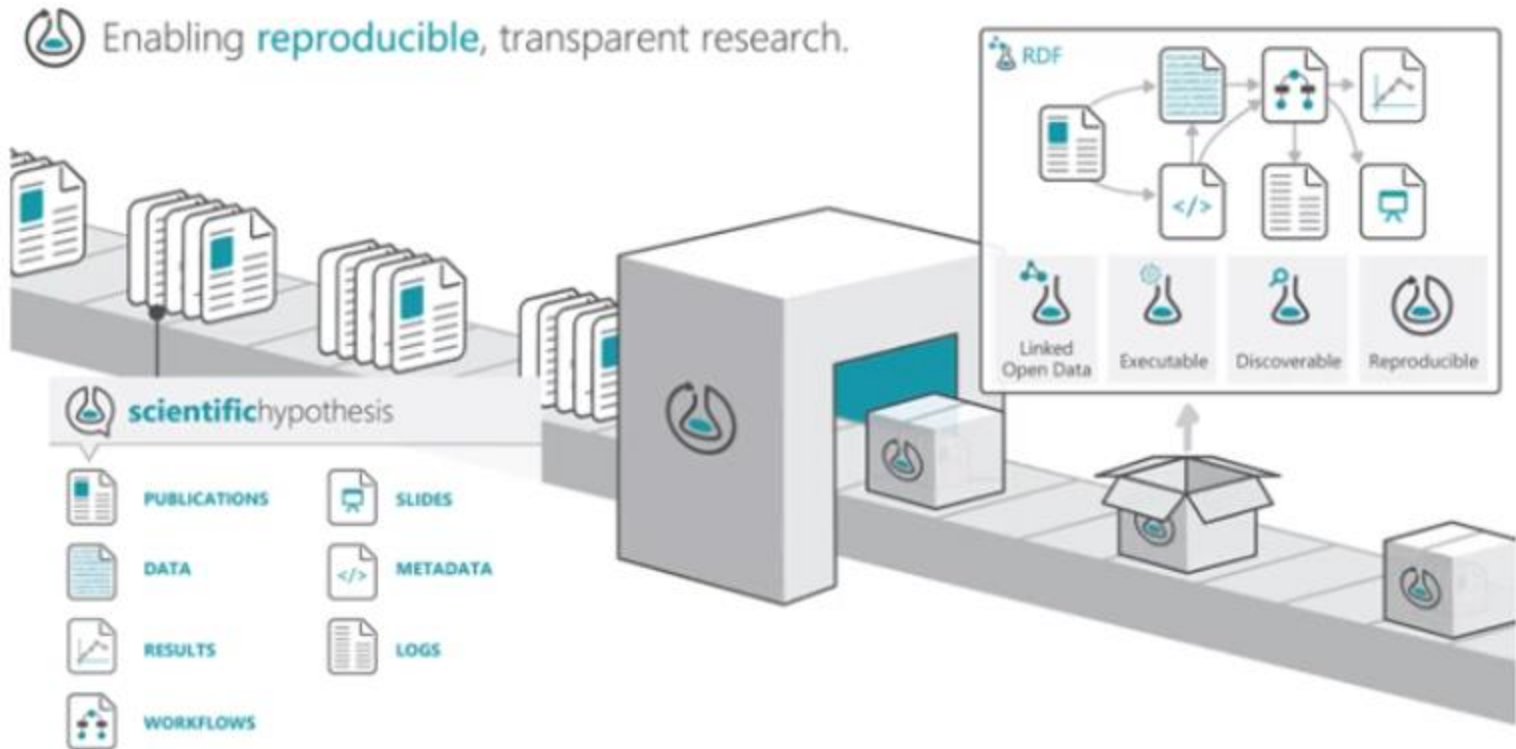 Enabling reproducible, transparent research.
RDF
</>
Linked
Open Data
Executable
Discoverable
Reproducible
scientifichypothesis
PUBLICATIONS
SLIDES
DATA
</>
METADATA
RESULTS
LOGS
WORKFLOWS